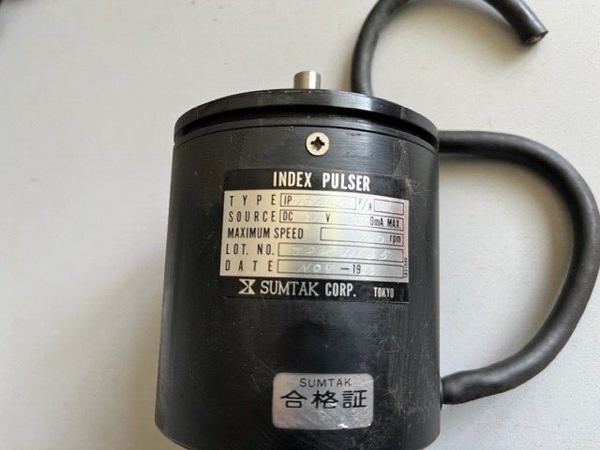 INDEX PULSER
TYPE IP P/R
SOURCE DC V 0mA MAX.
MAXIMUM SPEED rpm
LOT. NO.
DATE NOV -19
SUMTAK CORP. TOKYO
SUMTAK
合格証